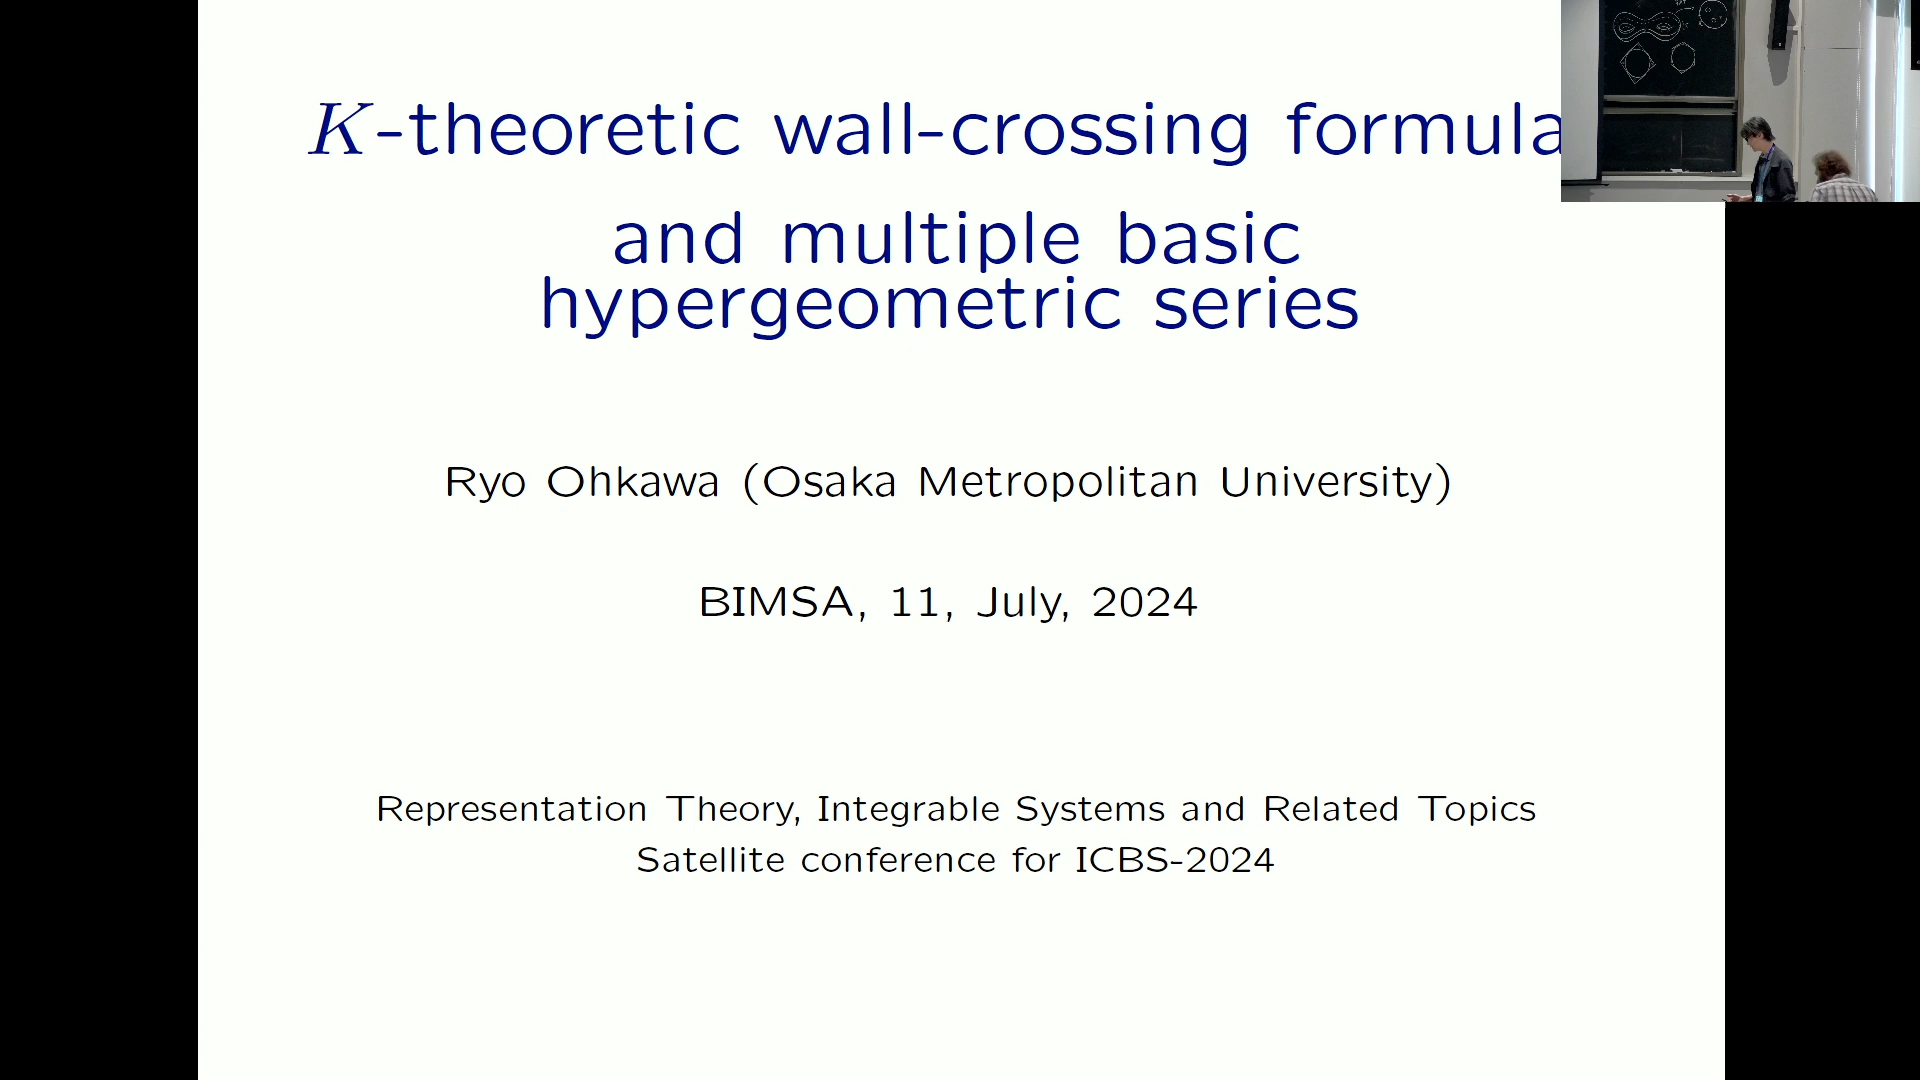 K-theoretic wall-crossing formula
and multiple basic
hypergeometric series
Ryo Ohkawa (Osaka Metropolitan University)
BIMSA, 11, July, 2024
Representation Theory, Integrable Systems and Related Topics
Satellite conference for ICBS-2024